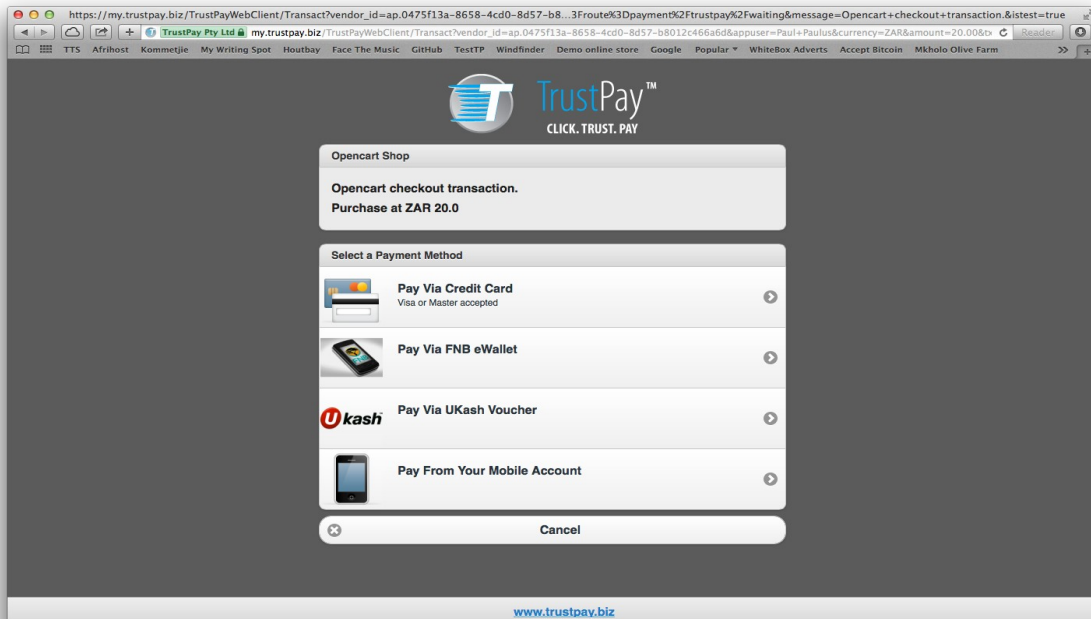 https://my.trustpay.biz/TrustPayWebClient/Transact?vendor_id=ap.0475f13a-8658-4cd0-8d57-b8...3Froute%3Dpayment%2Ftrustpay%2Fwaiting&message=Opencart+checkout+transaction.&istest=true
TrustPay Pty Ltd my.trustpay.biz/TrustPayWebClient/Transact?vendor_id=ap.0475f13a-8658-4cd0-8d57-b8012c466a6d&appuser=Paul+Paulus&currency=ZAR&amount=20.00&tx Reader
TTS Afrihost Kommetjie My Writing Spot Houtbay Face The Music GitHub TestTP Windfinder Demo online store Google Popular WhiteBox Adverts Accept Bitcoin Mkholo Olive Farm
T TrustPay™
CLICK. TRUST. PAY
Opencart Shop
Opencart checkout transaction.
Purchase at ZAR 20.0
Select a Payment Method
Pay Via Credit Card
Visa or Master accepted
Pay Via FNB eWallet
Ukash Pay Via UKash Voucher
Pay From Your Mobile Account
Cancel
www.trustpay.biz